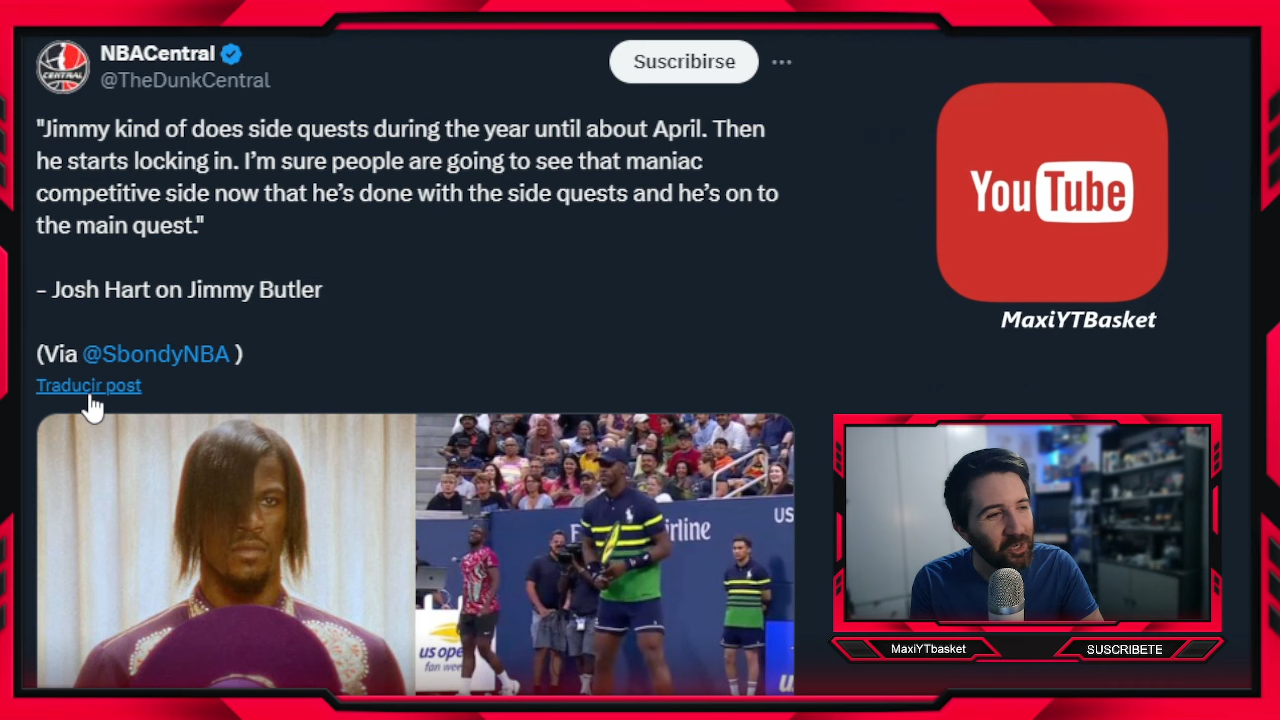 NBACentral
@TheDunkCentral
Suscribirse
"Jimmy kind of does side quests during the year until about April. Then
he starts locking in. I’m sure people are going to see that maniac
competitive side now that he’s done with the side quests and he’s on to
the main quest."
– Josh Hart on Jimmy Butler
(Via @SbondyNBA )
Traducir post
YouTube
MaxiYTBasket
CENTRAL
US
us open
fan week
MaxiYTbasket
SUSCRIBETE